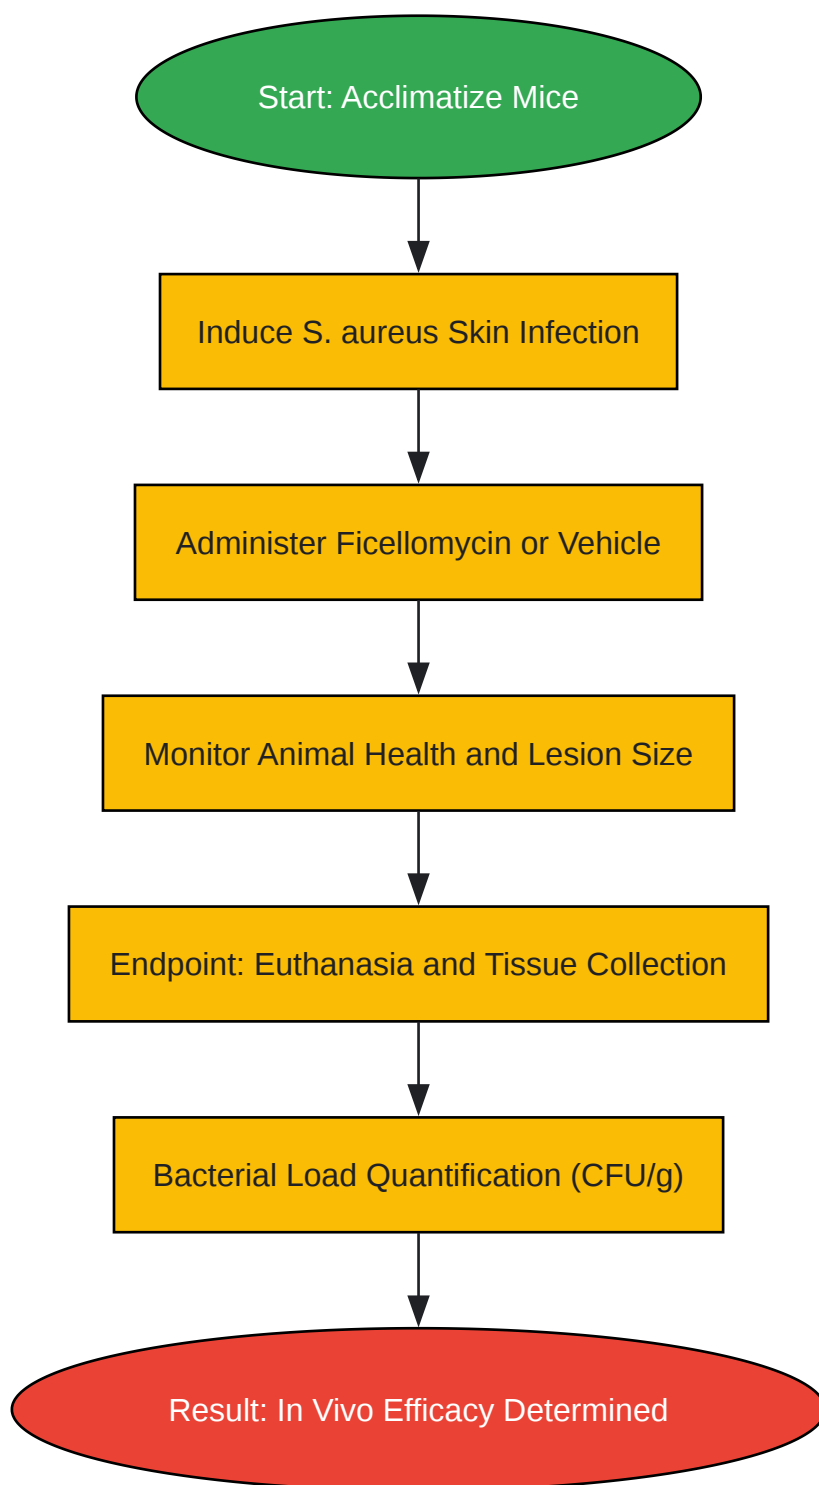 Start: Acclimatize Mice
Induce S. aureus Skin Infection
Administer Ficellomycin or Vehicle
Monitor Animal Health and Lesion Size
Endpoint: Euthanasia and Tissue Collection
Bacterial Load Quantification (CFU/g)
Result: In Vivo Efficacy Determined